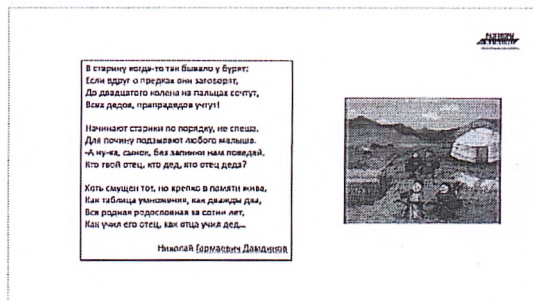 В старину когда-то так бывало у бурят:
Если вдруг о предках они заговорят,
До двадцатого колена на пальцах сочтут,
Всех дедов, прапрадедов учтут!
Начинают старики по порядку, не спеша.
Для почину подзывают любого малыша.
-А ну-ка, сынок, без запинки нам поведай,
Кто твой отец, кто дед, кто отец деда?
Хоть смущен тот, но крепко в памяти жива,
Как таблица умножения, как дважды два,
Вся родная родословная за сотни лет,
Как учил его отец, как отца учил дед...
Николай Гармаевич Дамдинов